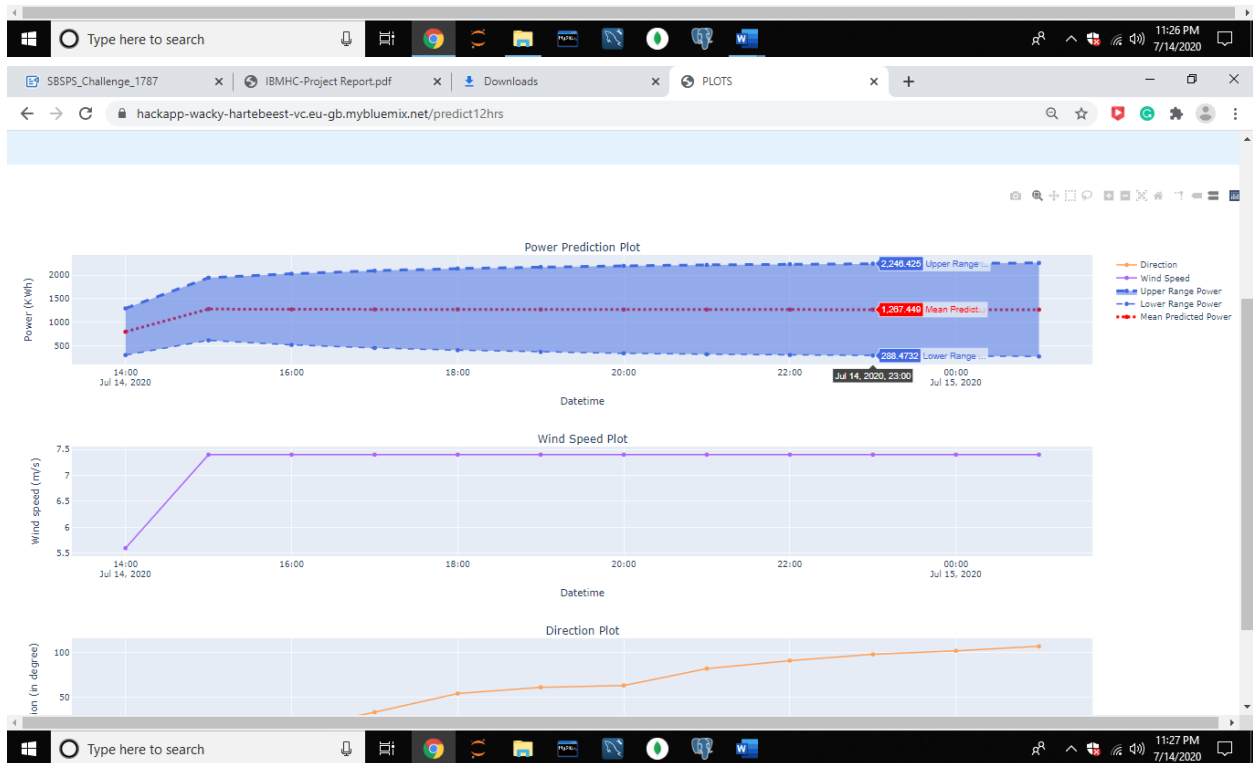 Type here to search
11:26 PM
7/14/2020
SBSPS_Challenge_1787
IBMHC-Project Report.pdf
Downloads
PLOTS
hackapp-wacky-hartebeest-vc.eu-gb.mybluemix.net/predict12hrs
Power Prediction Plot
Power (KWh)
2000
1500
1000
500
2,246.425 Upper Range ...
1,267.449 Mean Predict...
288.4732 Lower Range ...
Jul 14, 2020, 23:00
14:00 16:00 18:00 20:00 22:00 00:00
Jul 14, 2020 Jul 15, 2020
Datetime
Direction
Wind Speed
Upper Range Power
Lower Range Power
Mean Predicted Power
Wind Speed Plot
Wind speed (m/s)
7.5
7
6.5
6
5.5
14:00 16:00 18:00 20:00 22:00 00:00
Jul 14, 2020 Jul 15, 2020
Datetime
Direction Plot
ion (in degree)
100
50
Type here to search
11:27 PM
7/14/2020